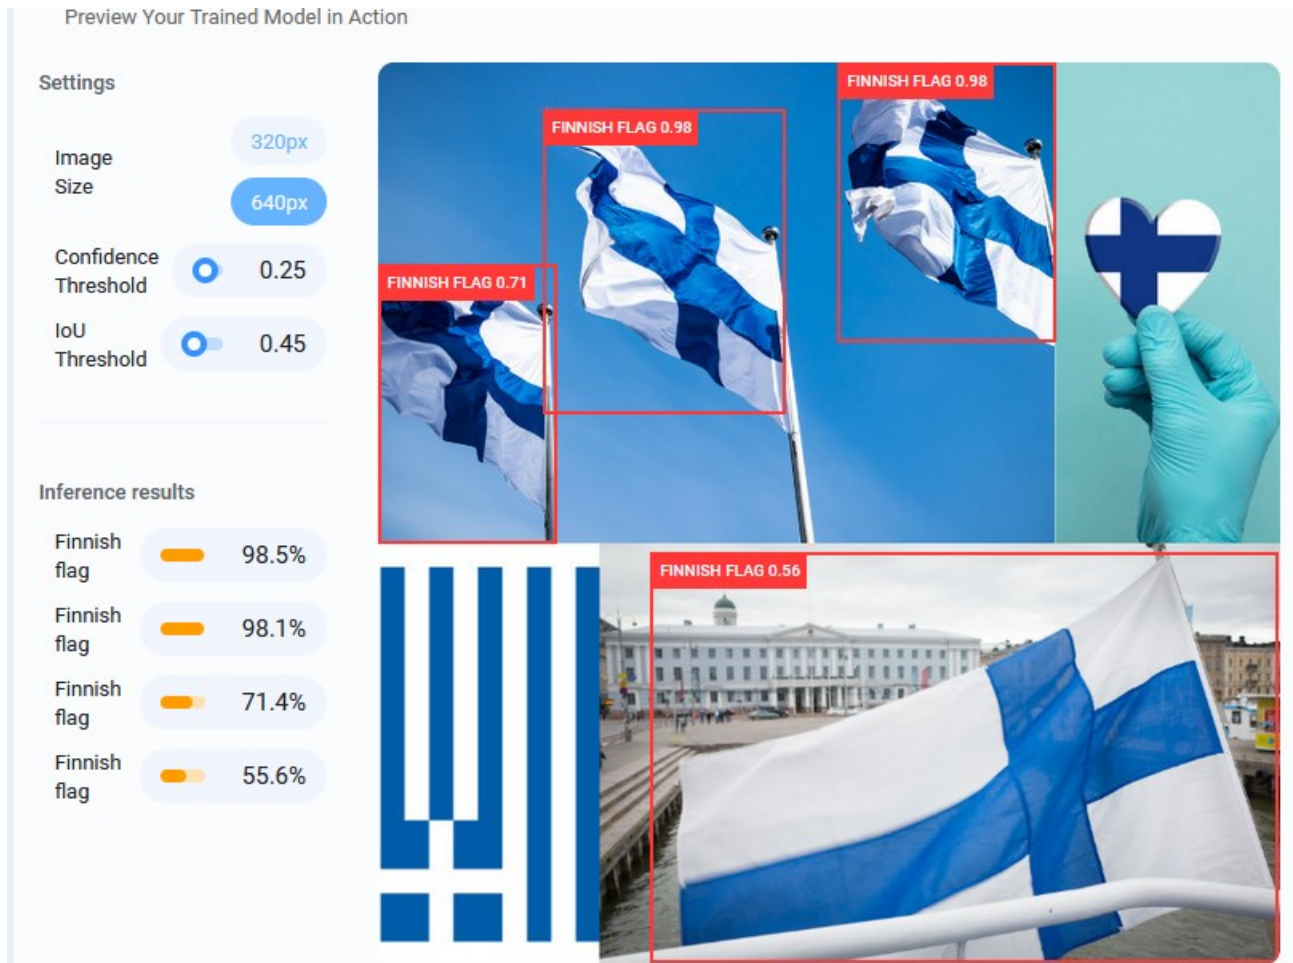 Preview Your Trained Model in Action
Settings
Image
Size
320px
640px
Confidence
Threshold
0.25
IoU
Threshold
0.45
Inference results
Finnish
flag
98.5%
Finnish
flag
98.1%
Finnish
flag
71.4%
Finnish
flag
55.6%
FINNISH FLAG 0.98
FINNISH FLAG 0.98
FINNISH FLAG 0.71
FINNISH FLAG 0.56